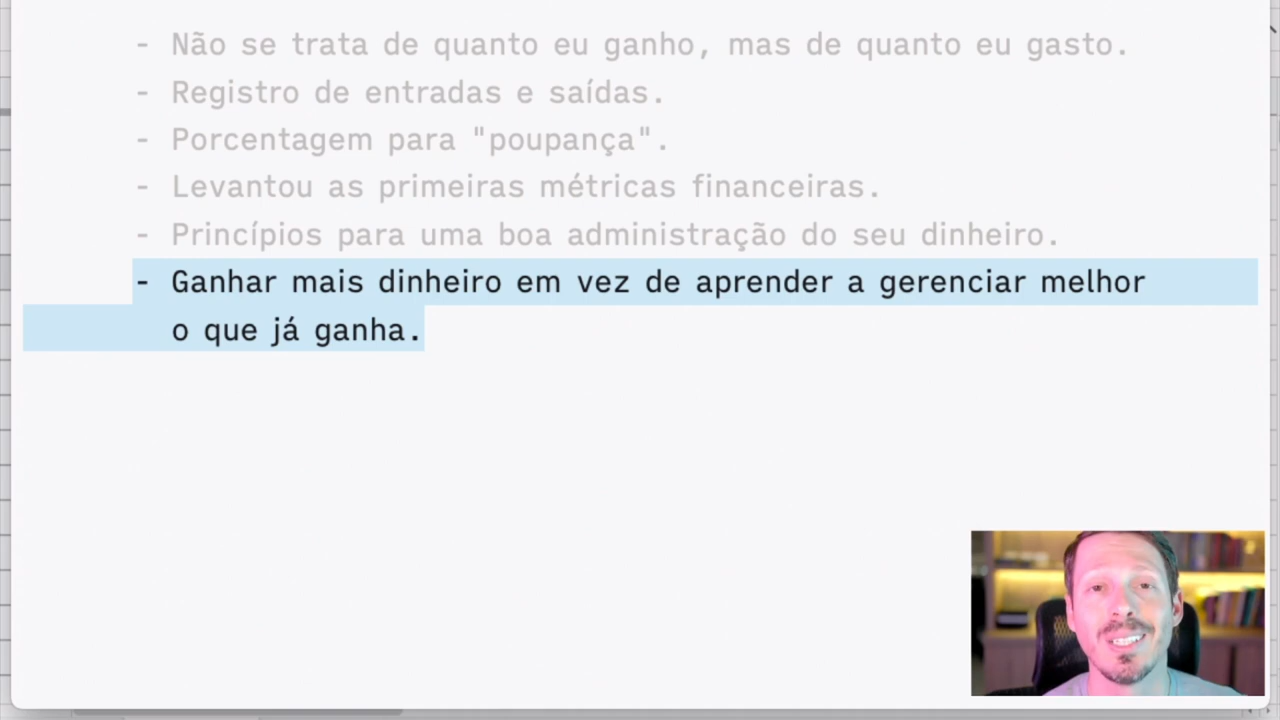 - Não se trata de quanto eu ganho, mas de quanto eu gasto.
- Registro de entradas e saídas.
- Porcentagem para "poupança".
- Levantou as primeiras métricas financeiras.
- Princípios para uma boa administração do seu dinheiro.
- Ganhar mais dinheiro em vez de aprender a gerenciar melhor
o que já ganha.